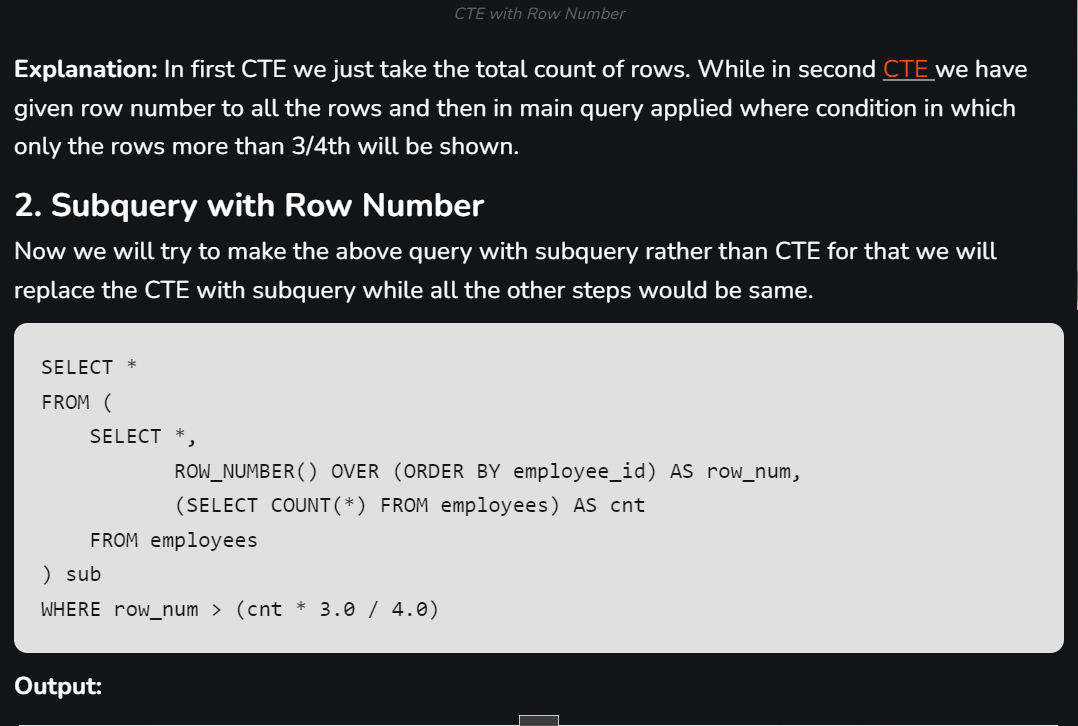 CTE with Row Number
Explanation: In first CTE we just take the total count of rows. While in second CTE we have
given row number to all the rows and then in main query applied where condition in which
only the rows more than 3/4th will be shown.
2. Subquery with Row Number
Now we will try to make the above query with subquery rather than CTE for that we will
replace the CTE with subquery while all the other steps would be same.
SELECT *
FROM (
    SELECT *,
           ROW_NUMBER() OVER (ORDER BY employee_id) AS row_num,
           (SELECT COUNT(*) FROM employees) AS cnt
    FROM employees
) sub
WHERE row_num > (cnt * 3.0 / 4.0)
Output: